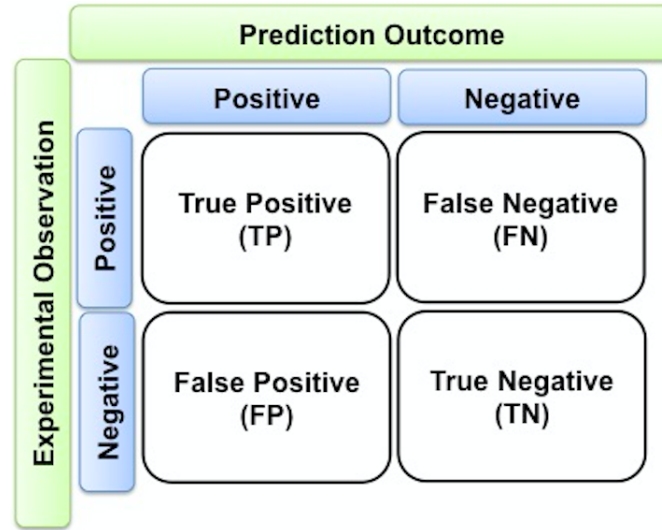 Prediction Outcome
Experimental Observation
Positive
Negative
Positive
True Positive
(TP)
False Negative
(FN)
Negative
False Positive
(FP)
True Negative
(TN)